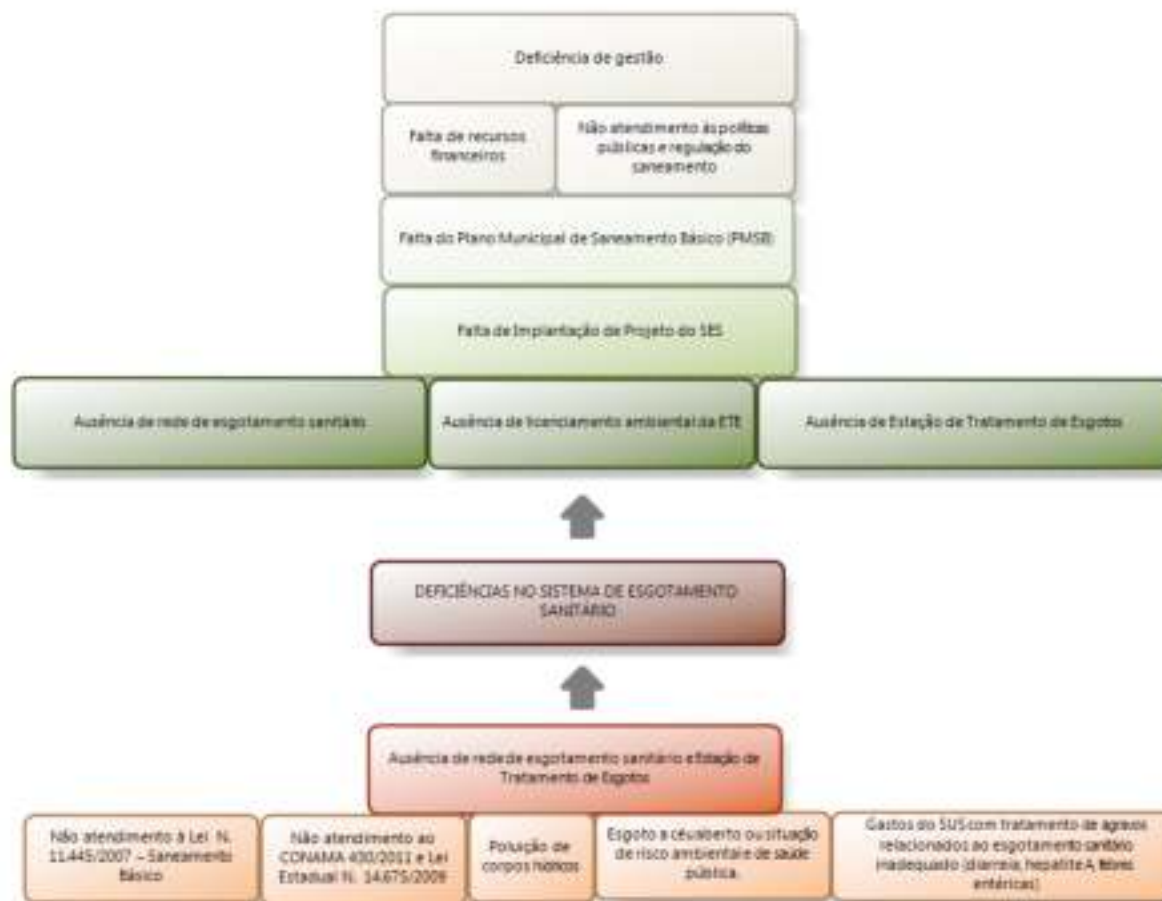 Deficiência de gestão
Falta de recursos
financeiros
Não atendimento às políticas
públicas e regulação do
saneamento
Falta do Plano Municipal de Saneamento Básico (PMSB)
Falta de Implantação de Projeto do SES
Ausência de rede de esgotamento sanitário
Ausência de licenciamento ambiental da ETE
Ausência de Estação de Tratamento de Esgotos
DEFICIÊNCIAS NO SISTEMA DE ESGOTAMENTO
SANITÁRIO
Ausência de rede de esgotamento sanitário e Estação de
Tratamento de Esgotos
Não atendimento à Lei N.
11.445/2007 – Saneamento
Básico
Não atendimento ao
CONAMA 430/2011 e Lei
Estadual N. 14.675/2009
Poluição de
corpos hídricos
Esgoto a céu aberto ou situação
de risco ambiental e de saúde
pública.
Gastos do SUS com tratamento de agravos
relacionados ao esgotamento sanitário
inadequado (diarreia, hepatite A, febres
entéricas)